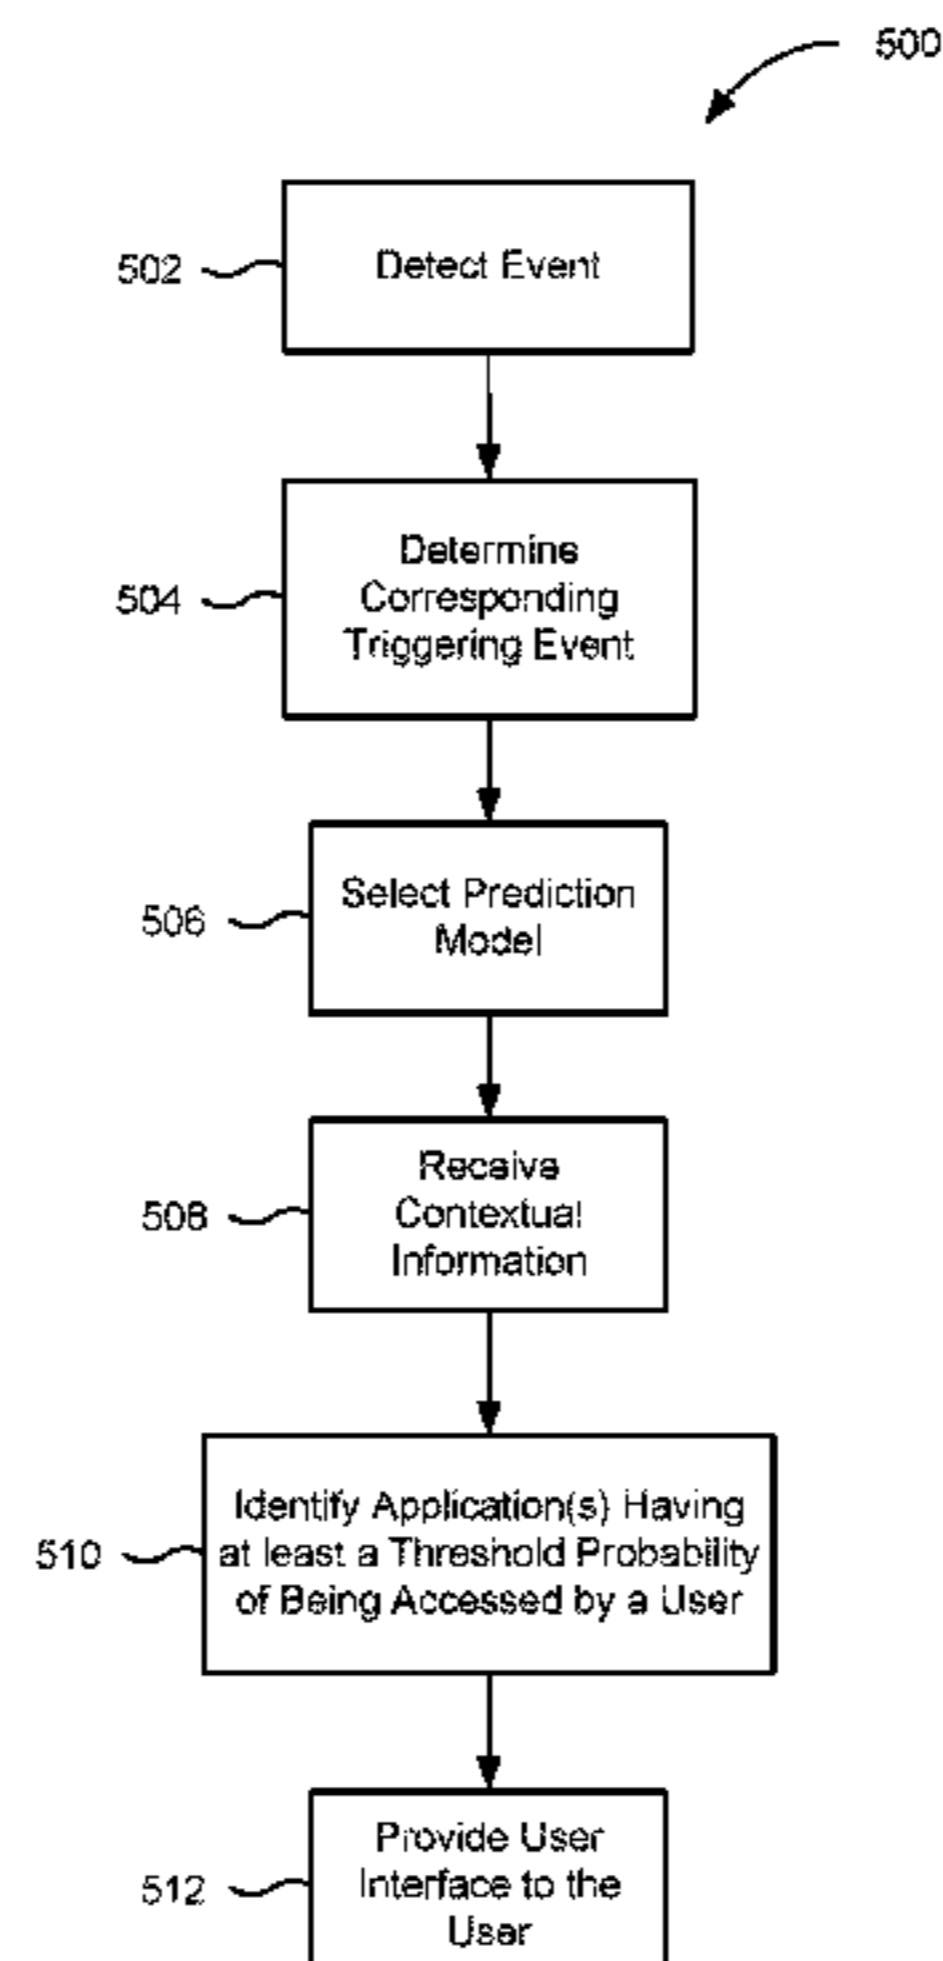 500
502
Detect Event
504
Determine
Corresponding
Triggering Event
506
Select Prediction
Model
508
Receive
Contextual
Information
510
Identify Application(s) Having
at least a Threshold Probability
of Being Accessed by a User
512
Provide User
Interface to the
User